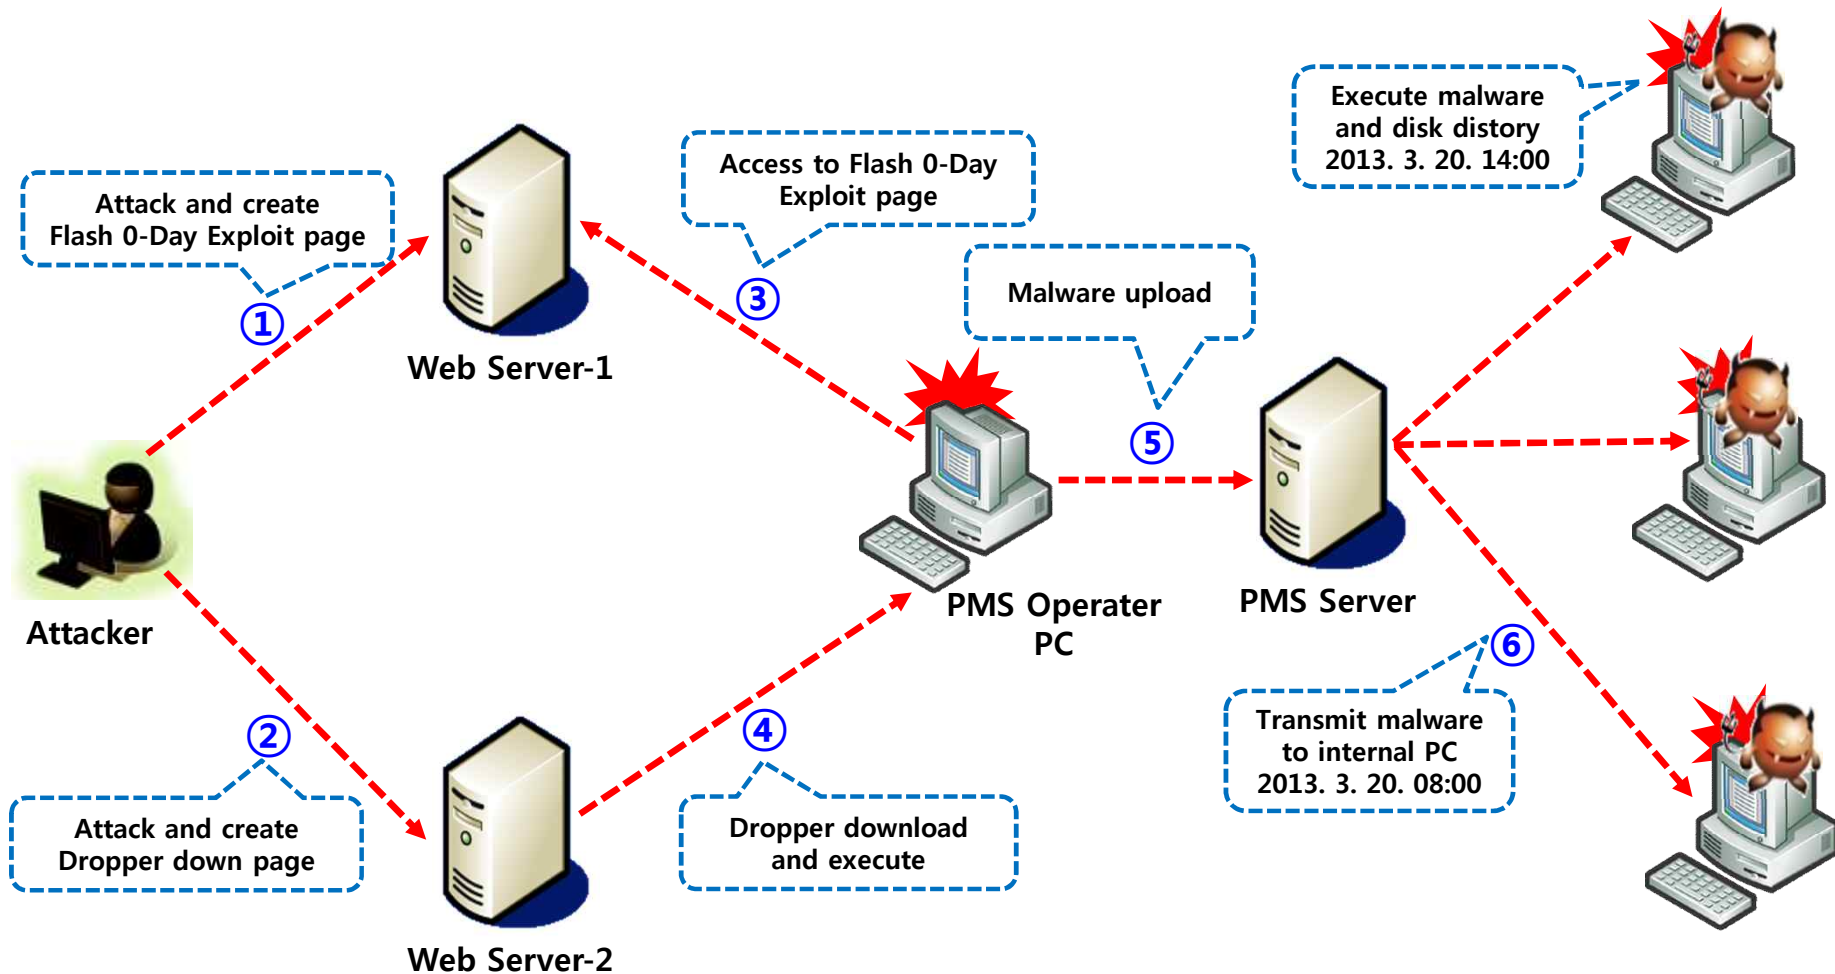 Attack and create
Flash 0-Day Exploit page
①
Web Server-1
Access to Flash 0-Day
Exploit page
③
Malware upload
⑤
Execute malware
and disk distory
2013. 3. 20. 14:00
Attacker
PMS Operater
PC
PMS Server
②
Attack and create
Dropper down page
Web Server-2
④
Dropper download
and execute
⑥
Transmit malware
to internal PC
2013. 3. 20. 08:00